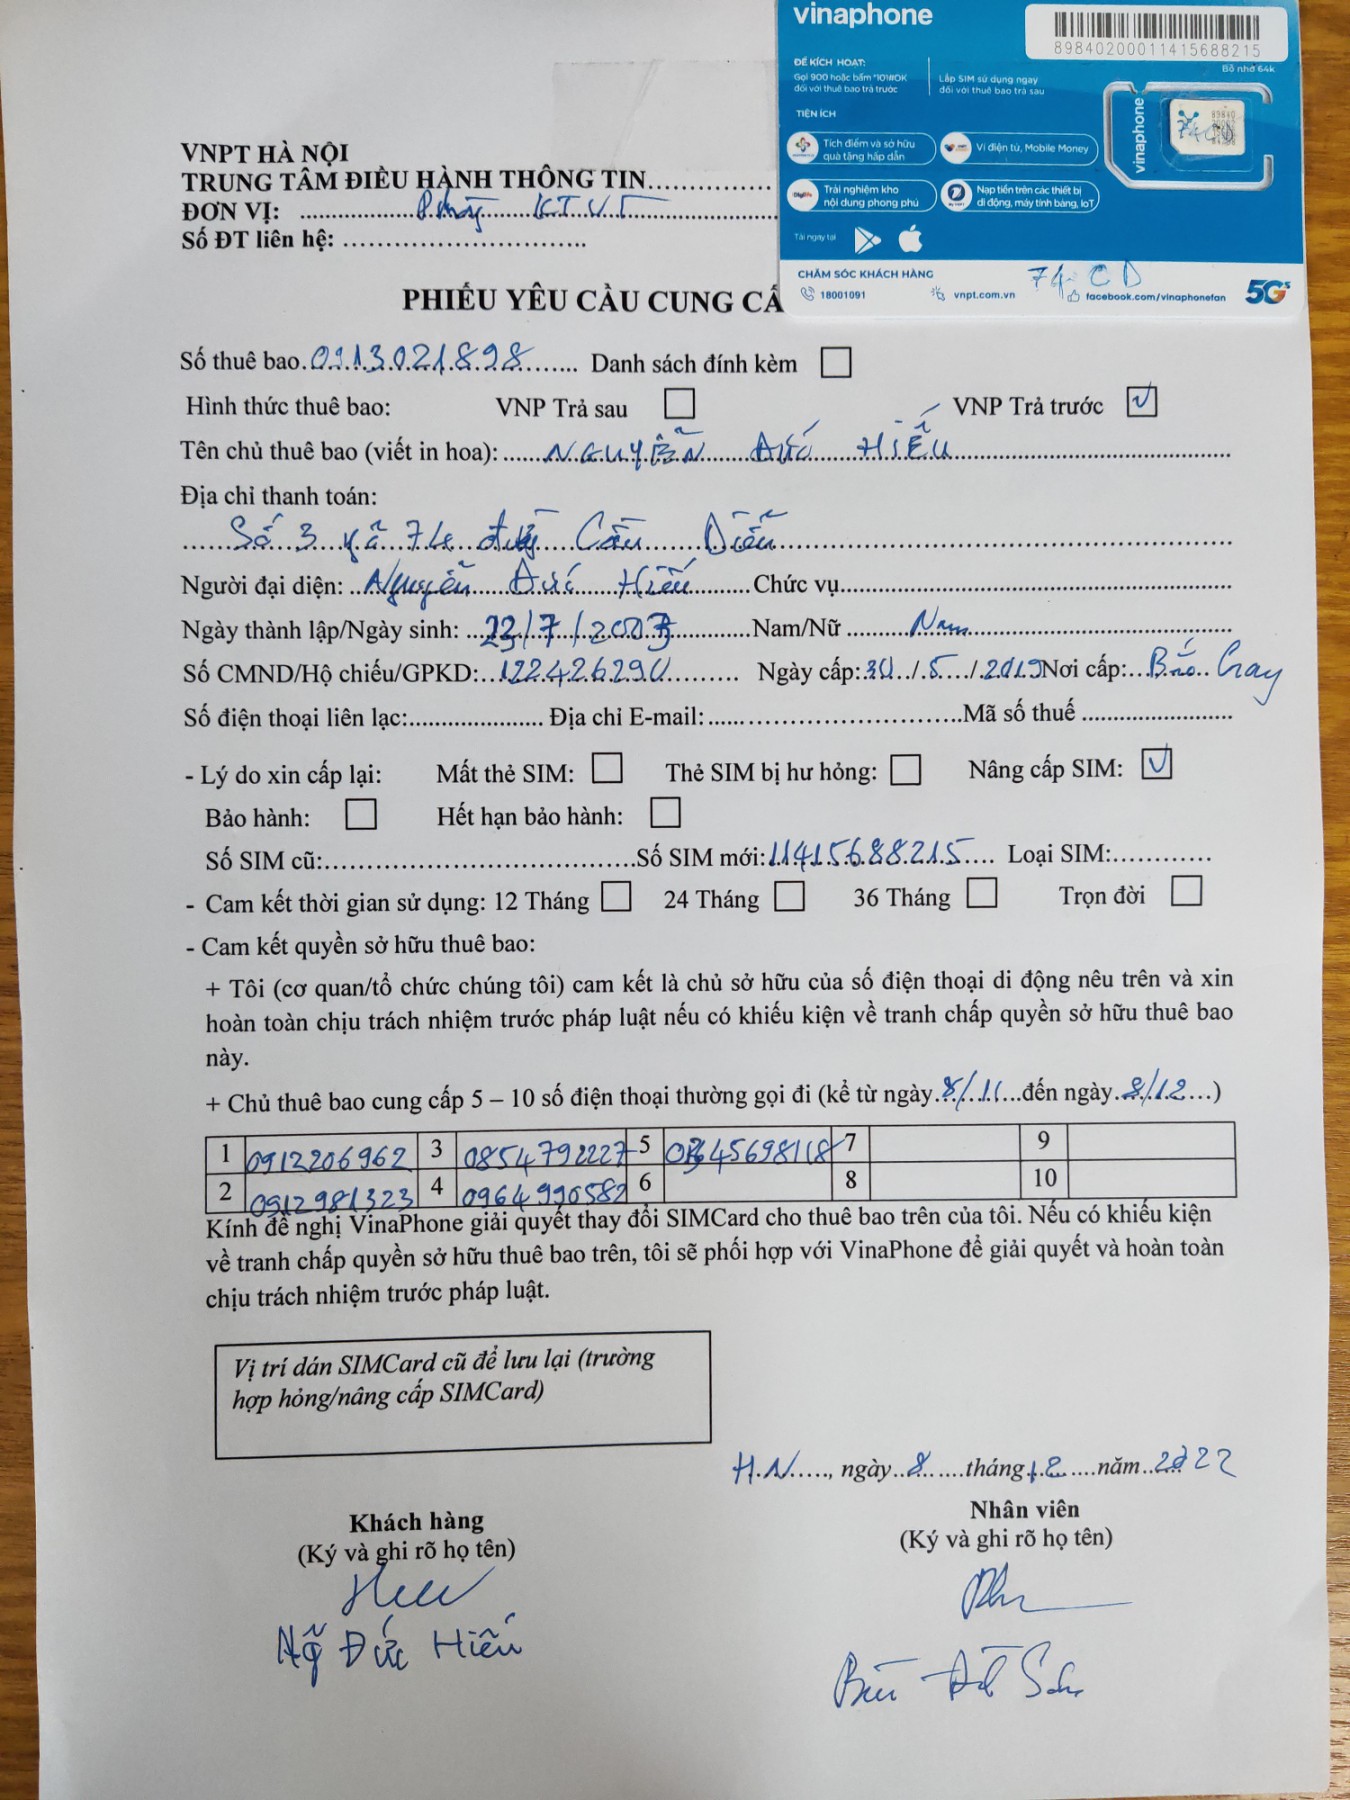 vinaphone
89840200011415688215
Bộ nhớ 64k
ĐỂ KÍCH HOẠT:
Gọi 900 hoặc bấm *101#OK
đối với thuê bao trả trước
Lắp SIM sử dụng ngay
đối với thuê bao trả sau
TIỆN ÍCH
Tích điểm và sở hữu
quà tặng hấp dẫn
Ví điện tử, Mobile Money
Trải nghiệm kho
nội dung phong phú
Nạp tiền trên các thiết bị
di động, máy tính bảng, IoT
Tải ngay tại
vinaphone
89840
74CD
CHĂM SÓC KHÁCH HÀNG
74 CD
18001091
vnpt.com.vn
facebook.com/vinaphonefan
5Gs
VNPT HÀ NỘI
TRUNG TÂM ĐIỀU HÀNH THÔNG TIN
ĐƠN VỊ: Phòng KTVT
Số ĐT liên hệ:
PHIẾU YÊU CẦU CUNG CẤ
Số thuê bao 0913021898 Danh sách đính kèm
Hình thức thuê bao: VNP Trả sau VNP Trả trước
Tên chủ thuê bao (viết in hoa): NGUYỄN ĐỨC HIẾU
Địa chỉ thanh toán:
Số 3 74 Cầu Diễn
Người đại diện: Nguyễn Đức Hiếu Chức vụ
Ngày thành lập/Ngày sinh: /7/2003 Nam/Nữ Nam
Số CMND/Hộ chiếu/GPKD: 122426290 Ngày cấp: 30/5/2019 Nơi cấp: Bắc
Số điện thoại liên lạc: Địa chỉ E-mail: Mã số thuế
- Lý do xin cấp lại: Mất thẻ SIM: Thẻ SIM bị hư hỏng: Nâng cấp SIM:
Bảo hành: Hết hạn bảo hành:
Số SIM cũ: Số SIM mới: 11415688215 Loại SIM:
- Cam kết thời gian sử dụng: 12 Tháng 24 Tháng 36 Tháng Trọn đời
- Cam kết quyền sở hữu thuê bao:
+ Tôi (cơ quan/tổ chức chúng tôi) cam kết là chủ sở hữu của số điện thoại di động nêu trên và xin
hoàn toàn chịu trách nhiệm trước pháp luật nếu có khiếu kiện về tranh chấp quyền sở hữu thuê bao
này.
+ Chủ thuê bao cung cấp 5 – 10 số điện thoại thường gọi đi (kể từ ngày 8/11 đến ngày 8/12)
1 0912206962 3 0854792227 5 0345698118 7 9
2 0912981323 4 0964990582 6 8 10
Kính đề nghị VinaPhone giải quyết thay đổi SIMCard cho thuê bao trên của tôi. Nếu có khiếu kiện
về tranh chấp quyền sở hữu thuê bao trên, tôi sẽ phối hợp với VinaPhone để giải quyết và hoàn toàn
chịu trách nhiệm trước pháp luật.
Vị trí dán SIMCard cũ để lưu lại (trường
hợp hỏng/nâng cấp SIMCard)
H.N, ngày 8 tháng 12 năm 2022
Khách hàng
(Ký và ghi rõ họ tên)
Nhân viên
(Ký và ghi rõ họ tên)
Ng Đức Hiếu
Bùi